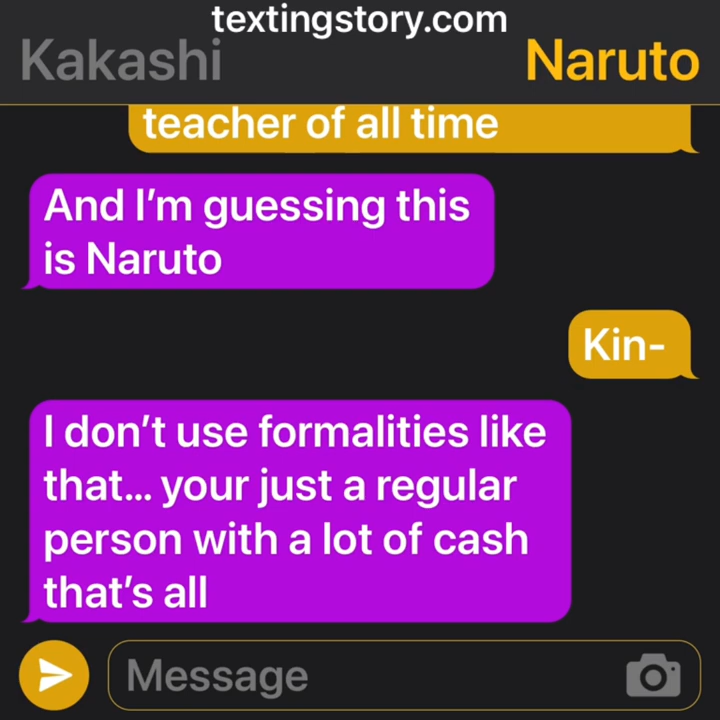 textingstory.com
Kakashi
Naruto
teacher of all time
And I’m guessing this
is Naruto
Kin-
I don’t use formalities like
that... your just a regular
person with a lot of cash
that’s all
Message